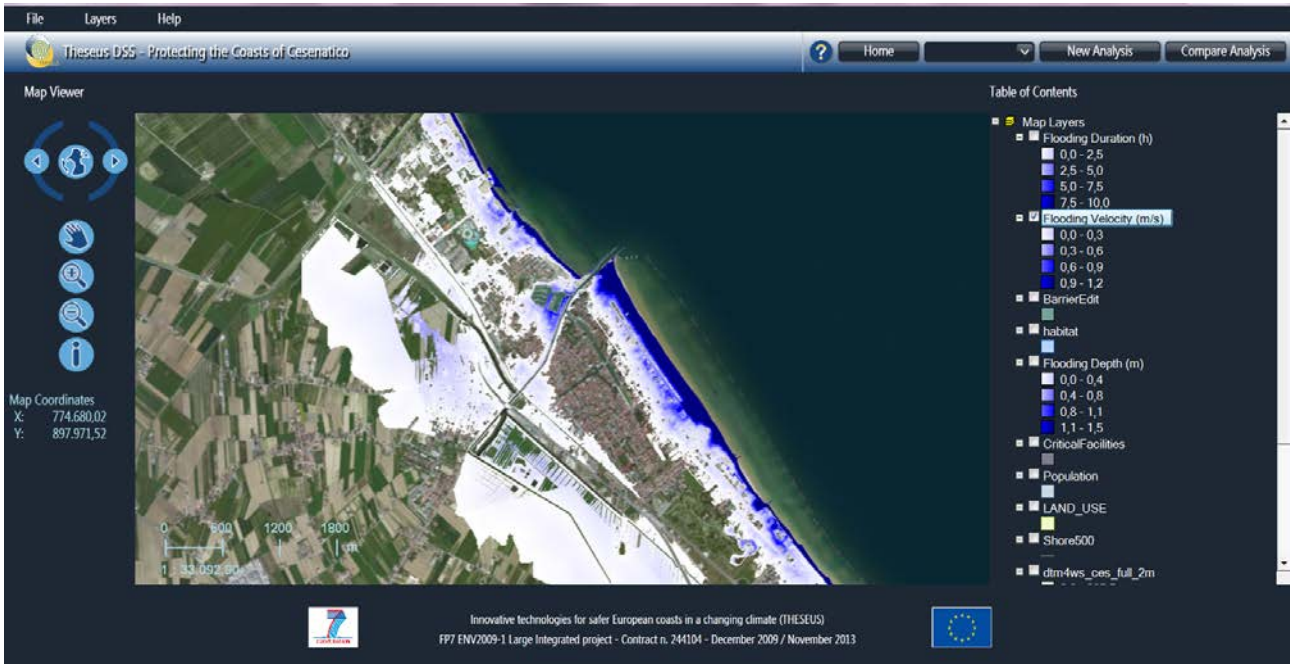 File Layers Help
Theseus DSS - Protecting the Coasts of Cesenatico
? Home New Analysis Compare Analysis
Map Viewer
Table of Contents
Map Layers
Flooding Duration (h)
0,0 - 2,5
2,5 - 5,0
5,0 - 7,5
7,5 - 10,0
Flooding Velocity (m/s)
0,0 - 0,3
0,3 - 0,6
0,6 - 0,9
0,9 - 1,2
BarrierEdit
habitat
Flooding Depth (m)
0,0 - 0,4
0,4 - 0,8
0,8 - 1,1
1,1 - 1,5
CriticalFacilities
Population
LAND_USE
Shore500
dtm4ws_ces_full_2m
Map Coordinates
X: 774.680,02
Y: 897.971,52
0 600 1200 1800
m
1 : 33.092,90
Innovative technologies for safer European coasts in a changing climate (THESEUS)
FP7 ENV2009-1 Large Integrated project - Contract n. 244104 - December 2009 / November 2013